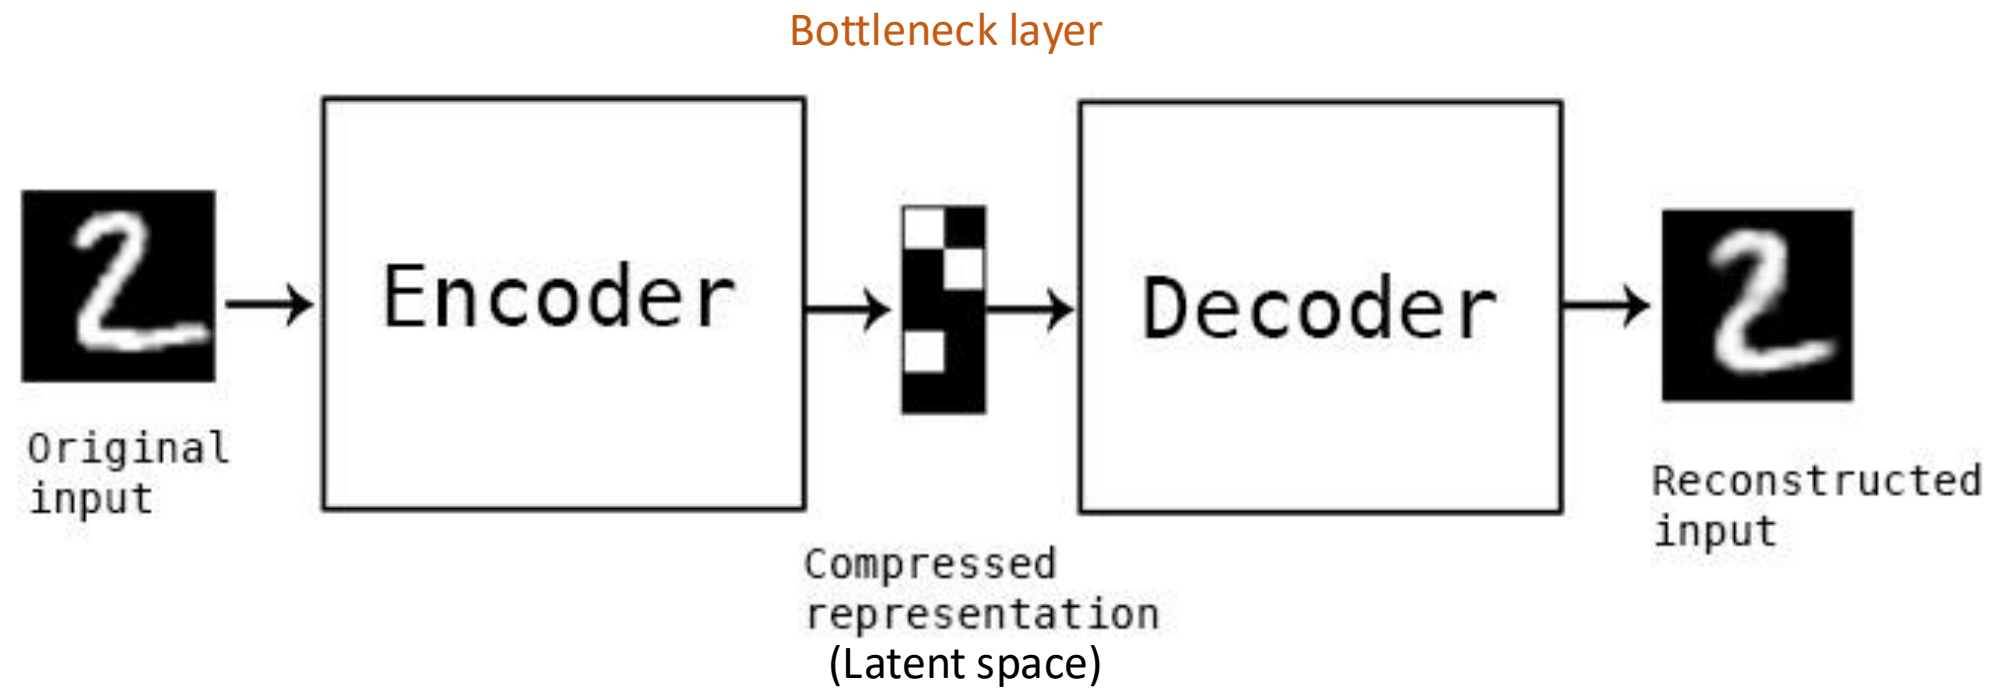 Bottleneck layer
Encoder
Decoder
Original
input
Compressed
representation
(Latent space)
Reconstructed
input